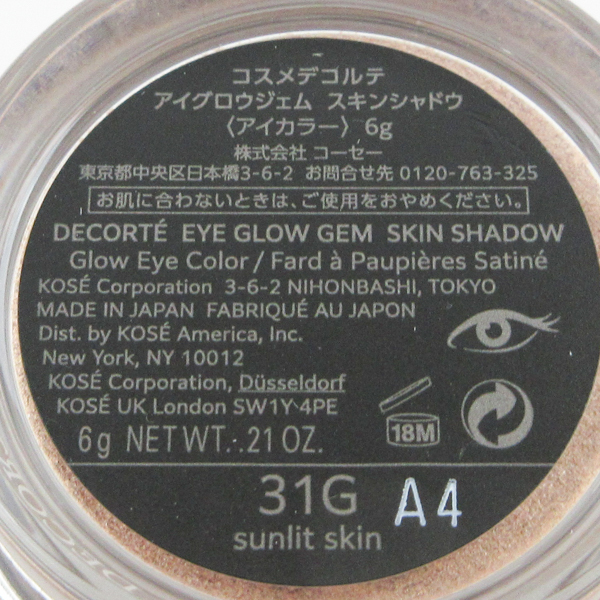 コスメデコルテ
アイグロウジェム スキンシャドウ
〈アイカラー〉 6g
株式会社 コーセー
東京都中央区日本橋3-6-2 お問合せ先 0120-763-325
お肌に合わないときは、ご使用をおやめください。
DECORTÉ EYE GLOW GEM SKIN SHADOW
Glow Eye Color / Fard à Paupières Satiné
KOSÉ Corporation 3-6-2 NIHONBASHI, TOKYO
MADE IN JAPAN FABRIQUÉ AU JAPON
Dist. by KOSÉ America, Inc.
New York, NY 10012
KOSÉ Corporation, Düsseldorf
KOSÉ UK London SW1Y 4PE
18M
6g NET WT. .21 OZ.
31G A4
sunlit skin